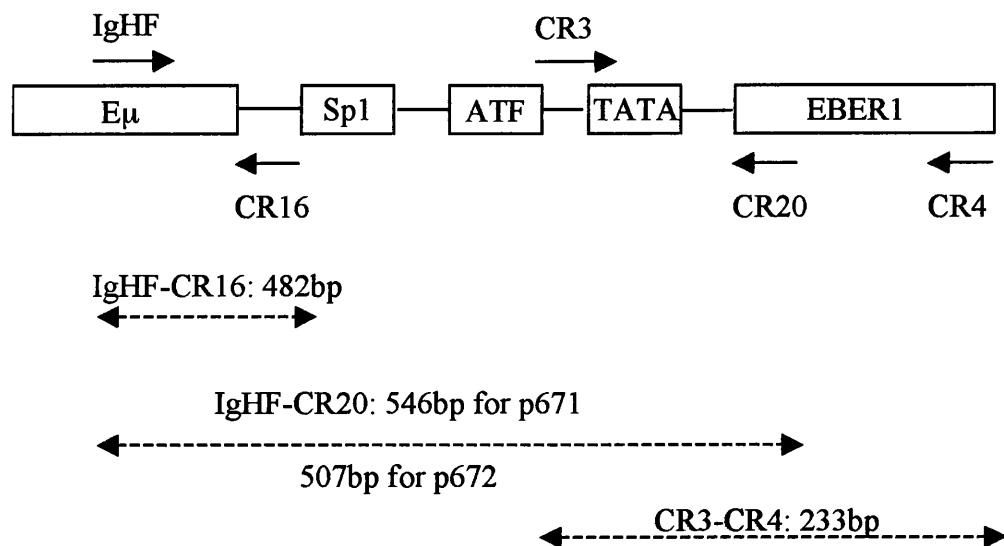 IgHF
CR3
Eμ
Sp1
ATF
TATA
EBER1
CR16
CR20
CR4
IgHF-CR16: 482bp
IgHF-CR20: 546bp for p671
507bp for p672
CR3-CR4: 233bp